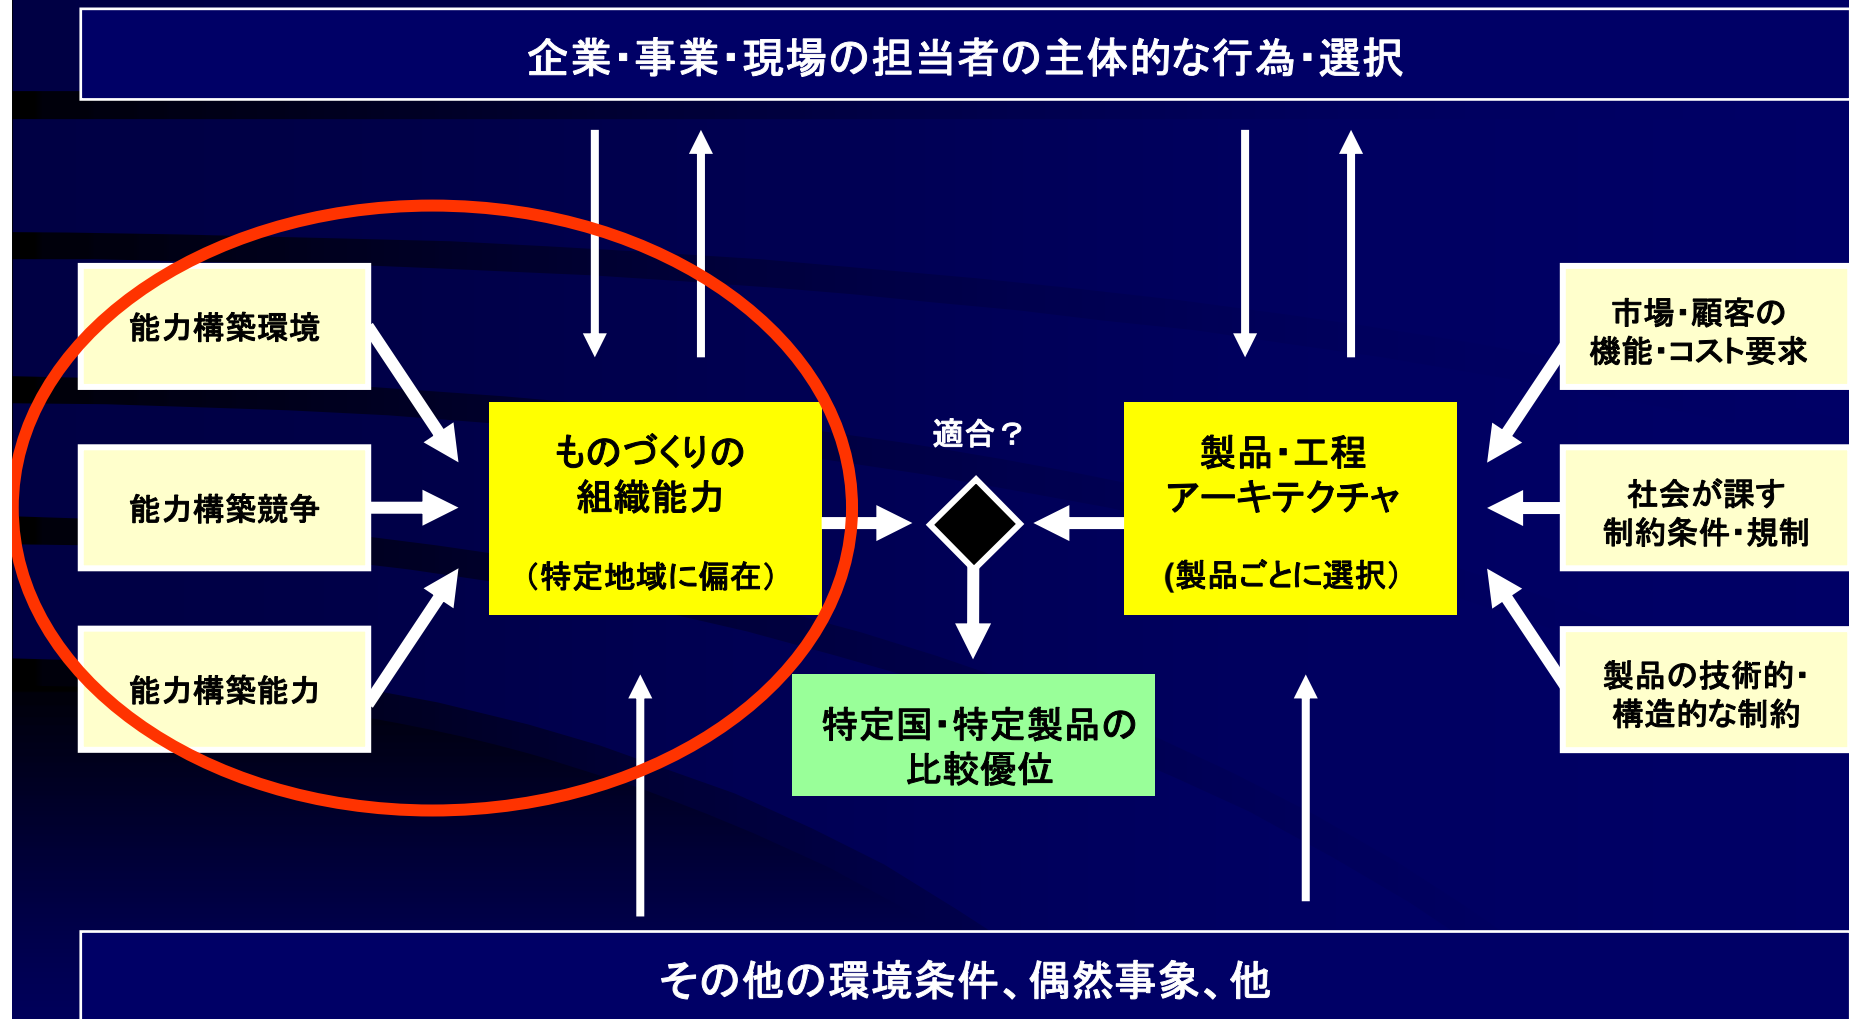 企業・事業・現場の担当者の主体的な行為・選択
能力構築環境
能力構築競争
能力構築能力
ものづくりの
組織能力
（特定地域に偏在）
適合？
製品・工程
アーキテクチャ
(製品ごとに選択）
市場・顧客の
機能・コスト要求
社会が課す
制約条件・規制
製品の技術的・
構造的な制約
特定国・特定製品の
比較優位
その他の環境条件、偶然事象、他